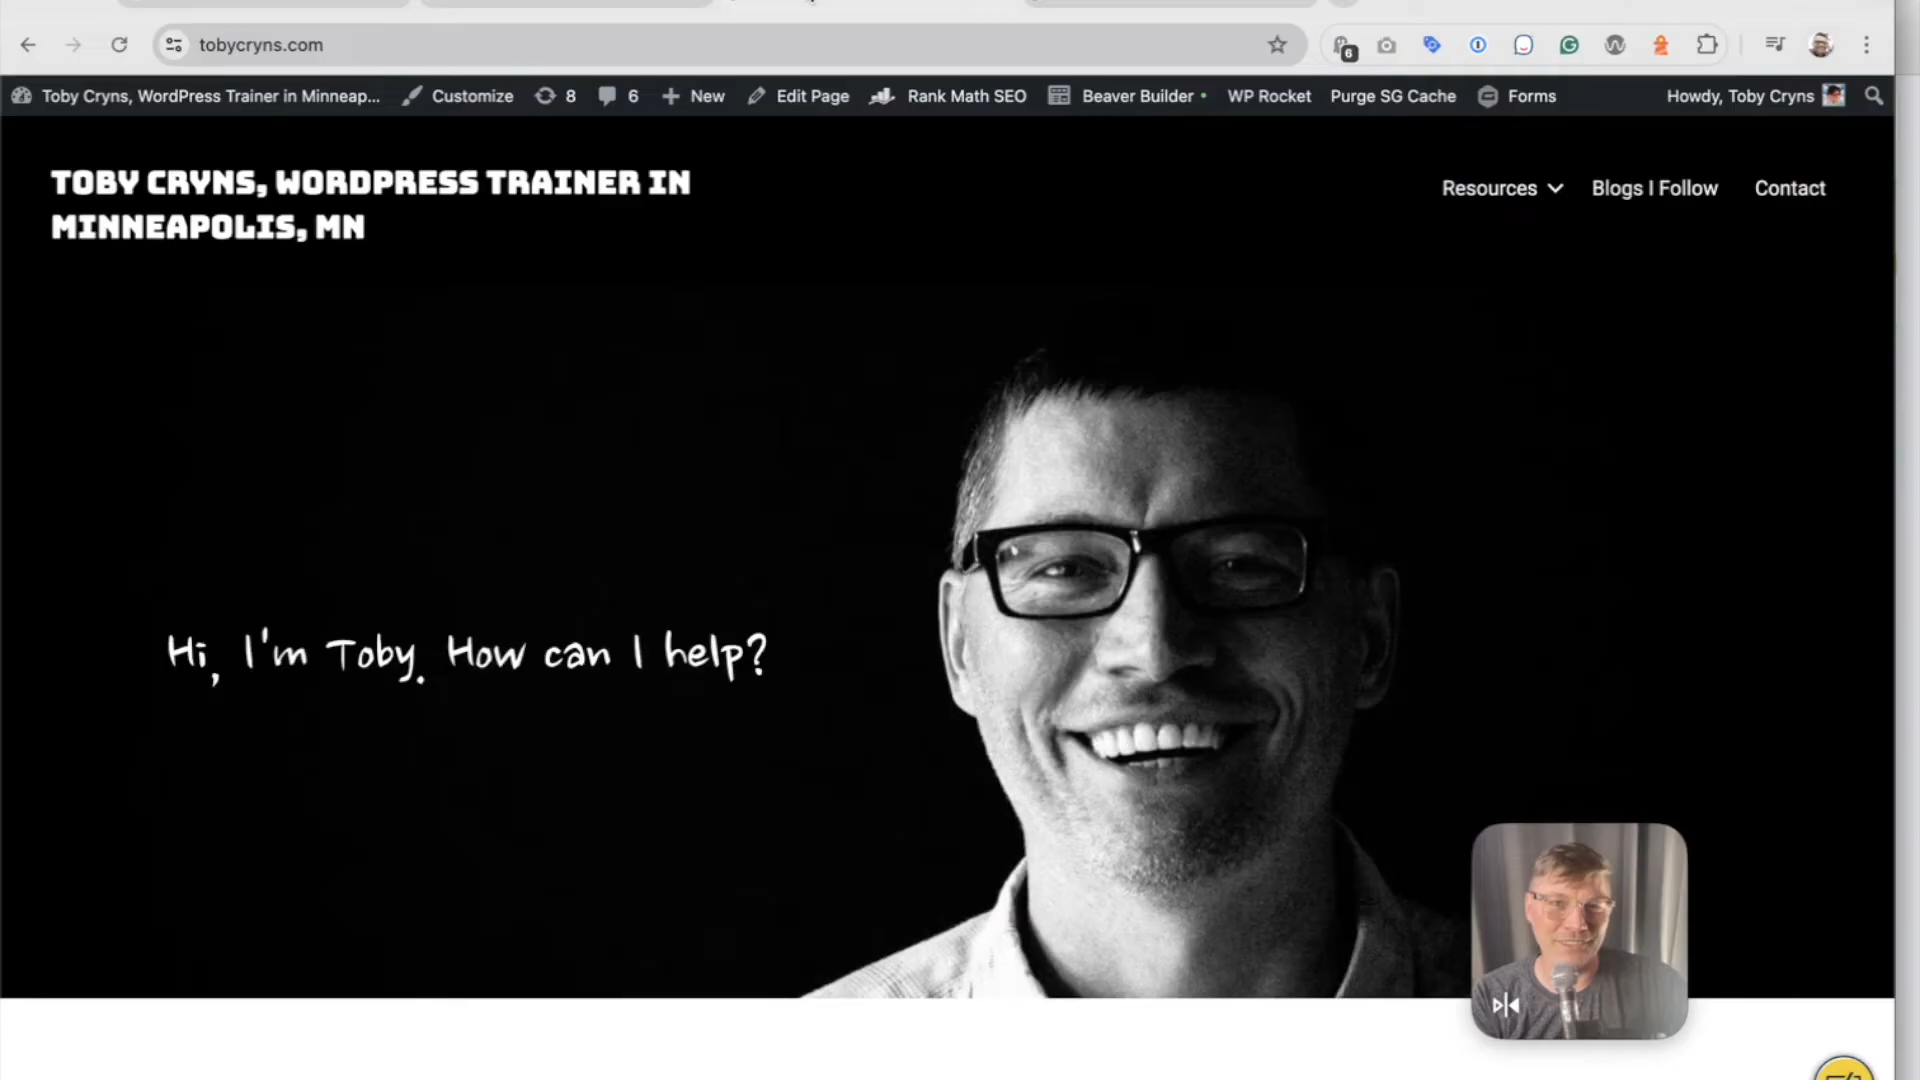 tobycryns.com
6
Toby Cryns, WordPress Trainer in Minneap... Customize 8 6 New Edit Page Rank Math SEO Beaver Builder • WP Rocket Purge SG Cache Forms Howdy, Toby Cryns
TOBY CRYNS, WORDPRESS TRAINER IN
MINNEAPOLIS, MN
Resources Blogs I Follow Contact
Hi, I'm Toby. How can I help?